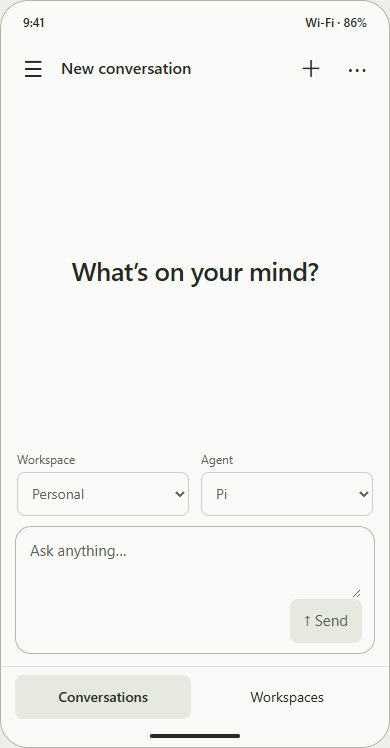 9:41 Wi-Fi · 86%
☰ New conversation + ...
What's on your mind?
Workspace Agent
Personal Pi
Ask anything...
↑ Send
Conversations Workspaces